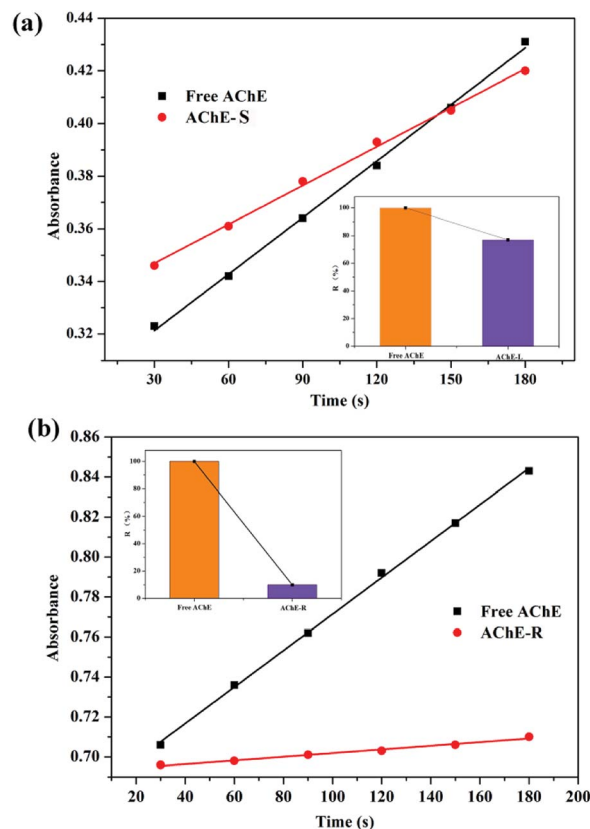 (a)
0.44
0.42
0.40
0.38
0.36
0.34
0.32
Absorbance
Free AChE
AChE-S
100
80
60
40
20
0
R (%)
Free AChE
AChE-L
30
60
90
120
150
180
Time (s)
(b)
0.86
0.84
0.82
0.80
0.78
0.76
0.74
0.72
0.70
Absorbance
100
80
60
40
20
0
R (%)
Free AChE
AChE-R
Free AChE
AChE-R
20
40
60
80
100
120
140
160
180
200
Time (s)